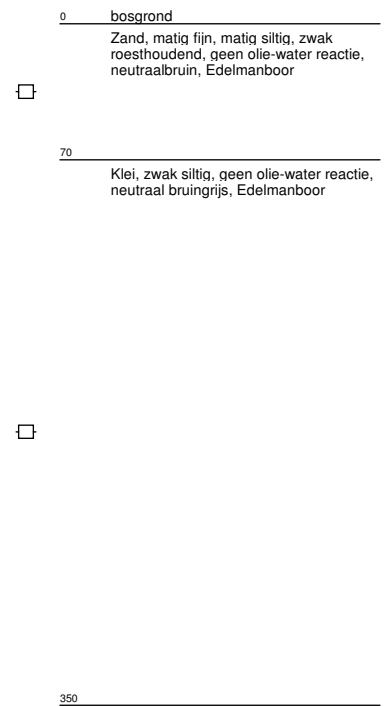 0 bosgrond
Zand, matig fijn, matig siltig, zwak
roesthoudend, geen olie-water reactie,
neutraalbruin, Edelmanboor
70
Klei, zwak siltig, geen olie-water reactie,
neutraal bruingrijs, Edelmanboor
350